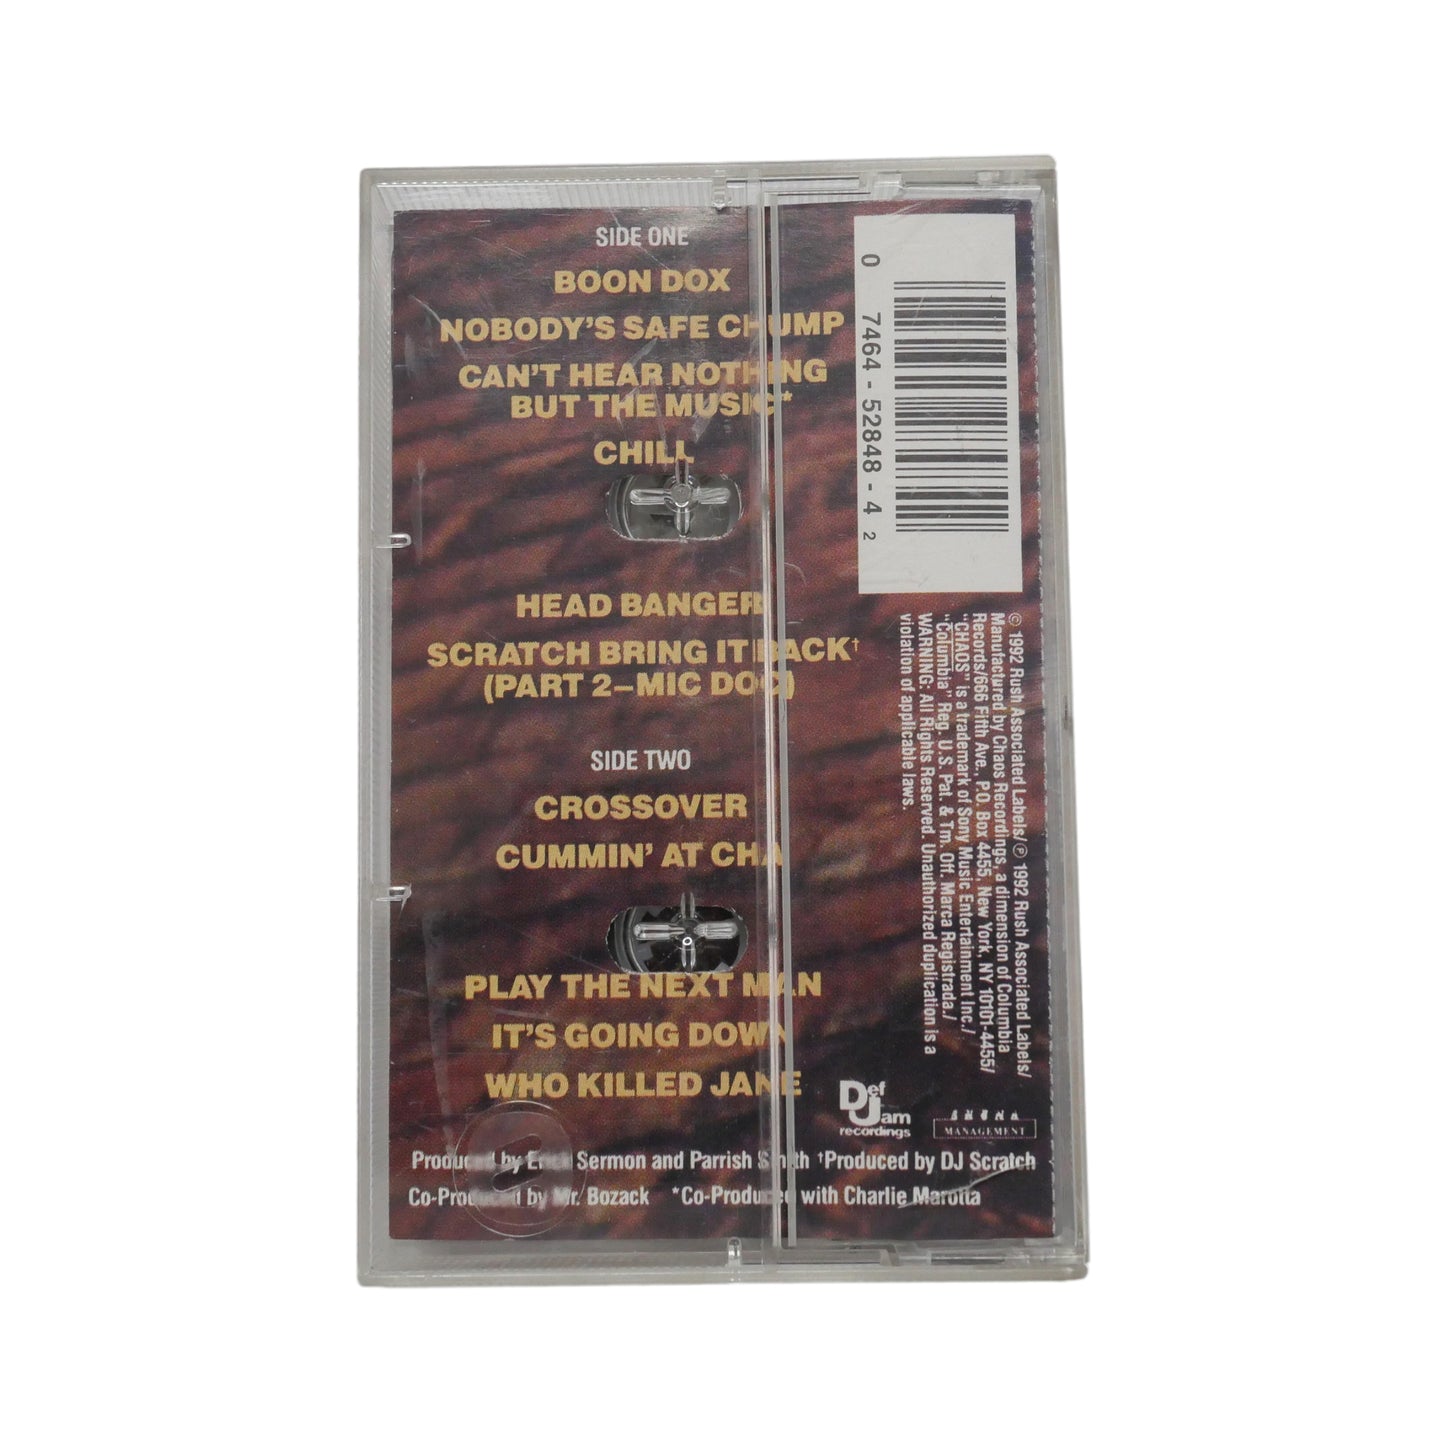 SIDE ONE
BOON DOX
NOBODY'S SAFE CHUMP
CAN'T HEAR NOTHING
BUT THE MUSIC*
CHILL
HEAD BANGER
SCRATCH BRING IT BACK†
(PART 2–MIC DOC)
SIDE TWO
CROSSOVER
CUMMIN' AT CHA
PLAY THE NEXT MAN
IT'S GOING DOWN
WHO KILLED JANE
Produced by Erick Sermon and Parrish Smith †Produced by DJ Scratch
Co-Produced by Mr. Bozack *Co-Produced with Charlie Marotta
0 7464-52848-4 2
© 1992 Rush Associated Labels/℗ 1992 Rush Associated Labels/
Manufactured by Chaos Recordings, a dimension of Columbia
Records/666 Fifth Ave., P.O. Box 4455, New York, NY 10101-4455/
"CHAOS" is a trademark of Sony Music Entertainment Inc./
"Columbia" Reg. U.S. Pat. & Tm. Off. Marca Registrada./
WARNING: All Rights Reserved. Unauthorized duplication is a
violation of applicable laws.
Def
Jam
recordings
MANAGEMENT